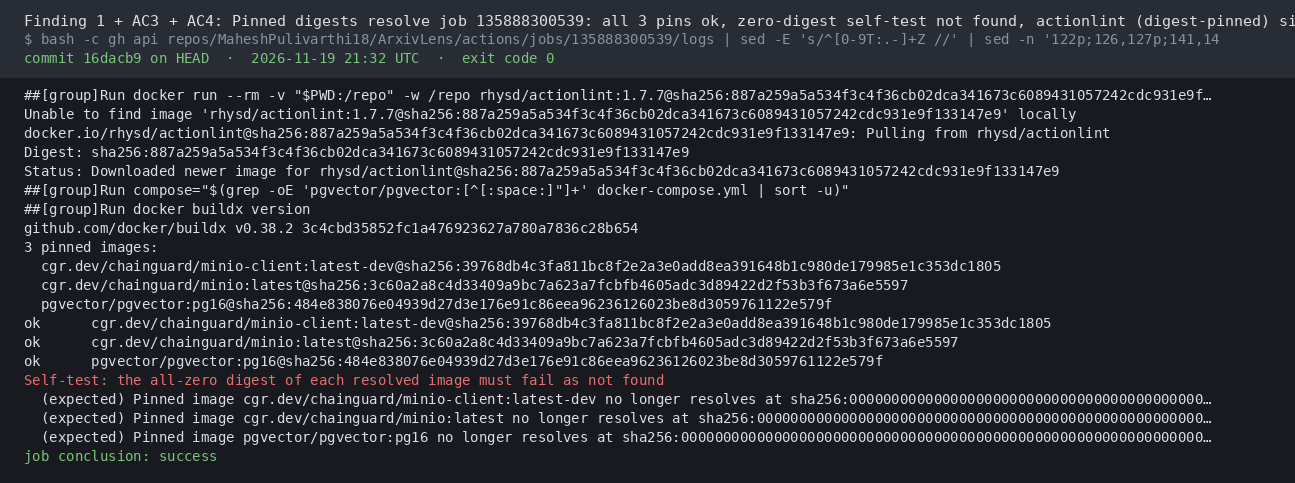 Finding 1 + AC3 + AC4: Pinned digests resolve job 135888300539: all 3 pins ok, zero-digest self-test not found, actionlint (digest-pinned) si
$ bash -c gh api repos/MaheshPulivarthi18/ArxivLens/actions/jobs/135888300539/logs | sed -E 's/^[0-9T:.-]+Z //' | sed -n '122p;126,127p;141,14
commit 16dacb9 on HEAD · 2026-11-19 21:32 UTC · exit code 0
##[group]Run docker run --rm -v "$PWD:/repo" -w /repo rhysd/actionlint:1.7.7@sha256:887a259a5a534f3c4f36cb02dca341673c6089431057242cdc931e9f…
Unable to find image 'rhysd/actionlint:1.7.7@sha256:887a259a5a534f3c4f36cb02dca341673c6089431057242cdc931e9f133147e9' locally
docker.io/rhysd/actionlint@sha256:887a259a5a534f3c4f36cb02dca341673c6089431057242cdc931e9f133147e9: Pulling from rhysd/actionlint
Digest: sha256:887a259a5a534f3c4f36cb02dca341673c6089431057242cdc931e9f133147e9
Status: Downloaded newer image for rhysd/actionlint@sha256:887a259a5a534f3c4f36cb02dca341673c6089431057242cdc931e9f133147e9
##[group]Run compose="$(grep -oE 'pgvector/pgvector:[^[:space:]"]+' docker-compose.yml | sort -u)"
##[group]Run docker buildx version
github.com/docker/buildx v0.38.2 3c4cbd35852fc1a476923627a780a7836c28b654
3 pinned images:
cgr.dev/chainguard/minio-client:latest-dev@sha256:39768db4c3fa811bc8f2e2a3e0add8ea391648b1c980de179985e1c353dc1805
cgr.dev/chainguard/minio:latest@sha256:3c60a2a8c4d33409a9bc7a623a7fcbfb4605adc3d89422d2f53b3f673a6e5597
pgvector/pgvector:pg16@sha256:484e838076e04939d27d3e176e91c86eea96236126023be8d3059761122e579f
ok cgr.dev/chainguard/minio-client:latest-dev@sha256:39768db4c3fa811bc8f2e2a3e0add8ea391648b1c980de179985e1c353dc1805
ok cgr.dev/chainguard/minio:latest@sha256:3c60a2a8c4d33409a9bc7a623a7fcbfb4605adc3d89422d2f53b3f673a6e5597
ok pgvector/pgvector:pg16@sha256:484e838076e04939d27d3e176e91c86eea96236126023be8d3059761122e579f
Self-test: the all-zero digest of each resolved image must fail as not found
(expected) Pinned image cgr.dev/chainguard/minio-client:latest-dev no longer resolves at sha256:000000000000000000000000000000000000000000…
(expected) Pinned image cgr.dev/chainguard/minio:latest no longer resolves at sha256:00000000000000000000000000000000000000000000000000000…
(expected) Pinned image pgvector/pgvector:pg16 no longer resolves at sha256:00000000000000000000000000000000000000000000000000000000000000…
job conclusion: success